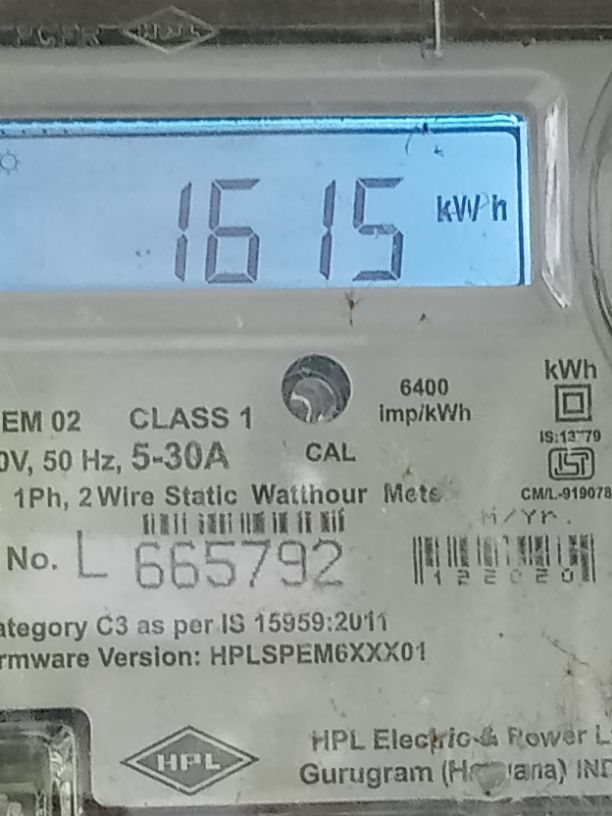 1615 kWh
6400
imp/kWh
kWh
EM 02 CLASS 1
0V, 50 Hz, 5-30A CAL
1Ph, 2 Wire Static Watthour
CM/L-919078
M/Yr.
No. L 665792
122020
ategory C3 as per IS 15959:2011
rmware Version: HPLSPEM6XXX01
HPL
HPL Electric & Power L
Gurugram (Haryana) IND